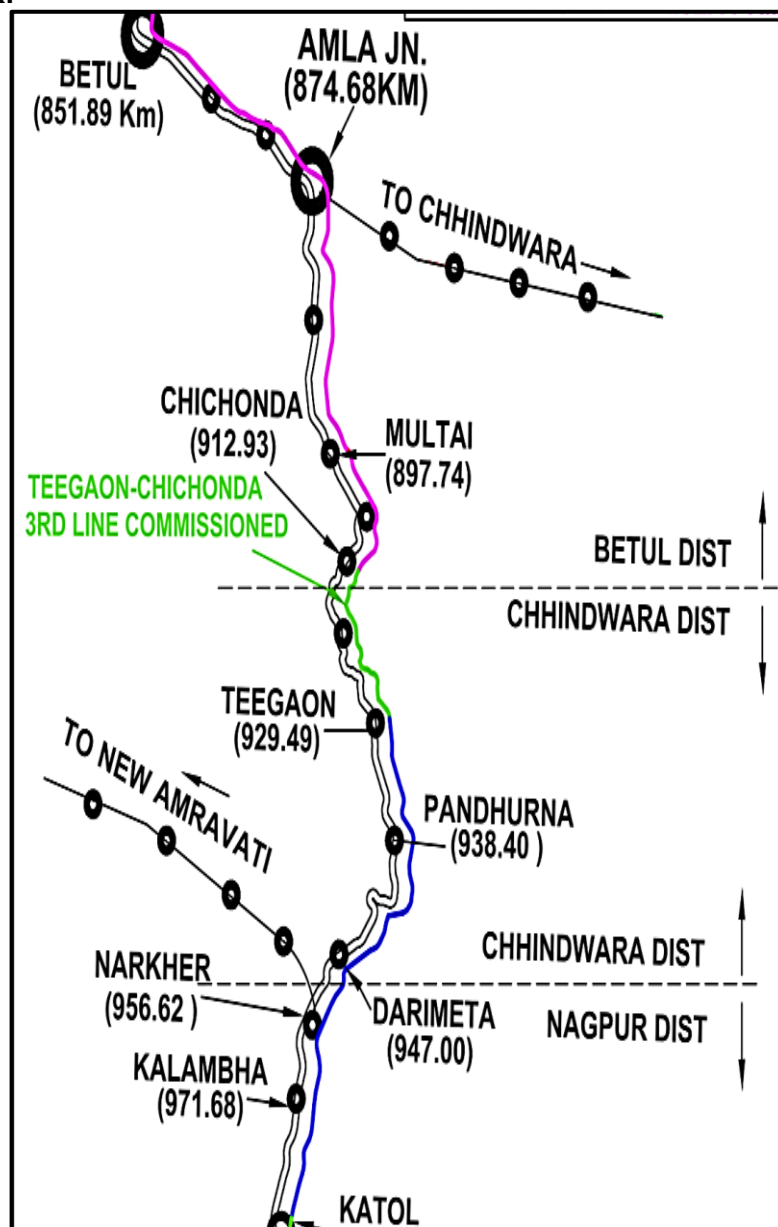 AMLA JN.
(874.68KM)
BETUL
(851.89 Km)
TO CHHINDWARA
CHICHONDA
(912.93)
MULTAI
(897.74)
TEEGAON-CHICHONDA
3RD LINE COMMISSIONED
BETUL DIST
CHHINDWARA DIST
TEEGAON
(929.49)
TO NEW AMRAVATI
PANDHURNA
(938.40 )
CHHINDWARA DIST
NARKHER
(956.62 )
DARIMETA
(947.00)
NAGPUR DIST
KALAMBHA
(971.68)
KATOL